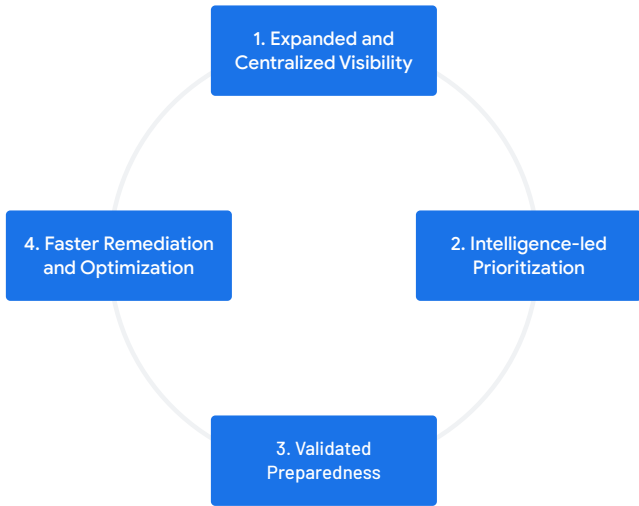 1. Expanded and
Centralized Visibility
2. Intelligence-led
Prioritization
3. Validated
Preparedness
4. Faster Remediation
and Optimization